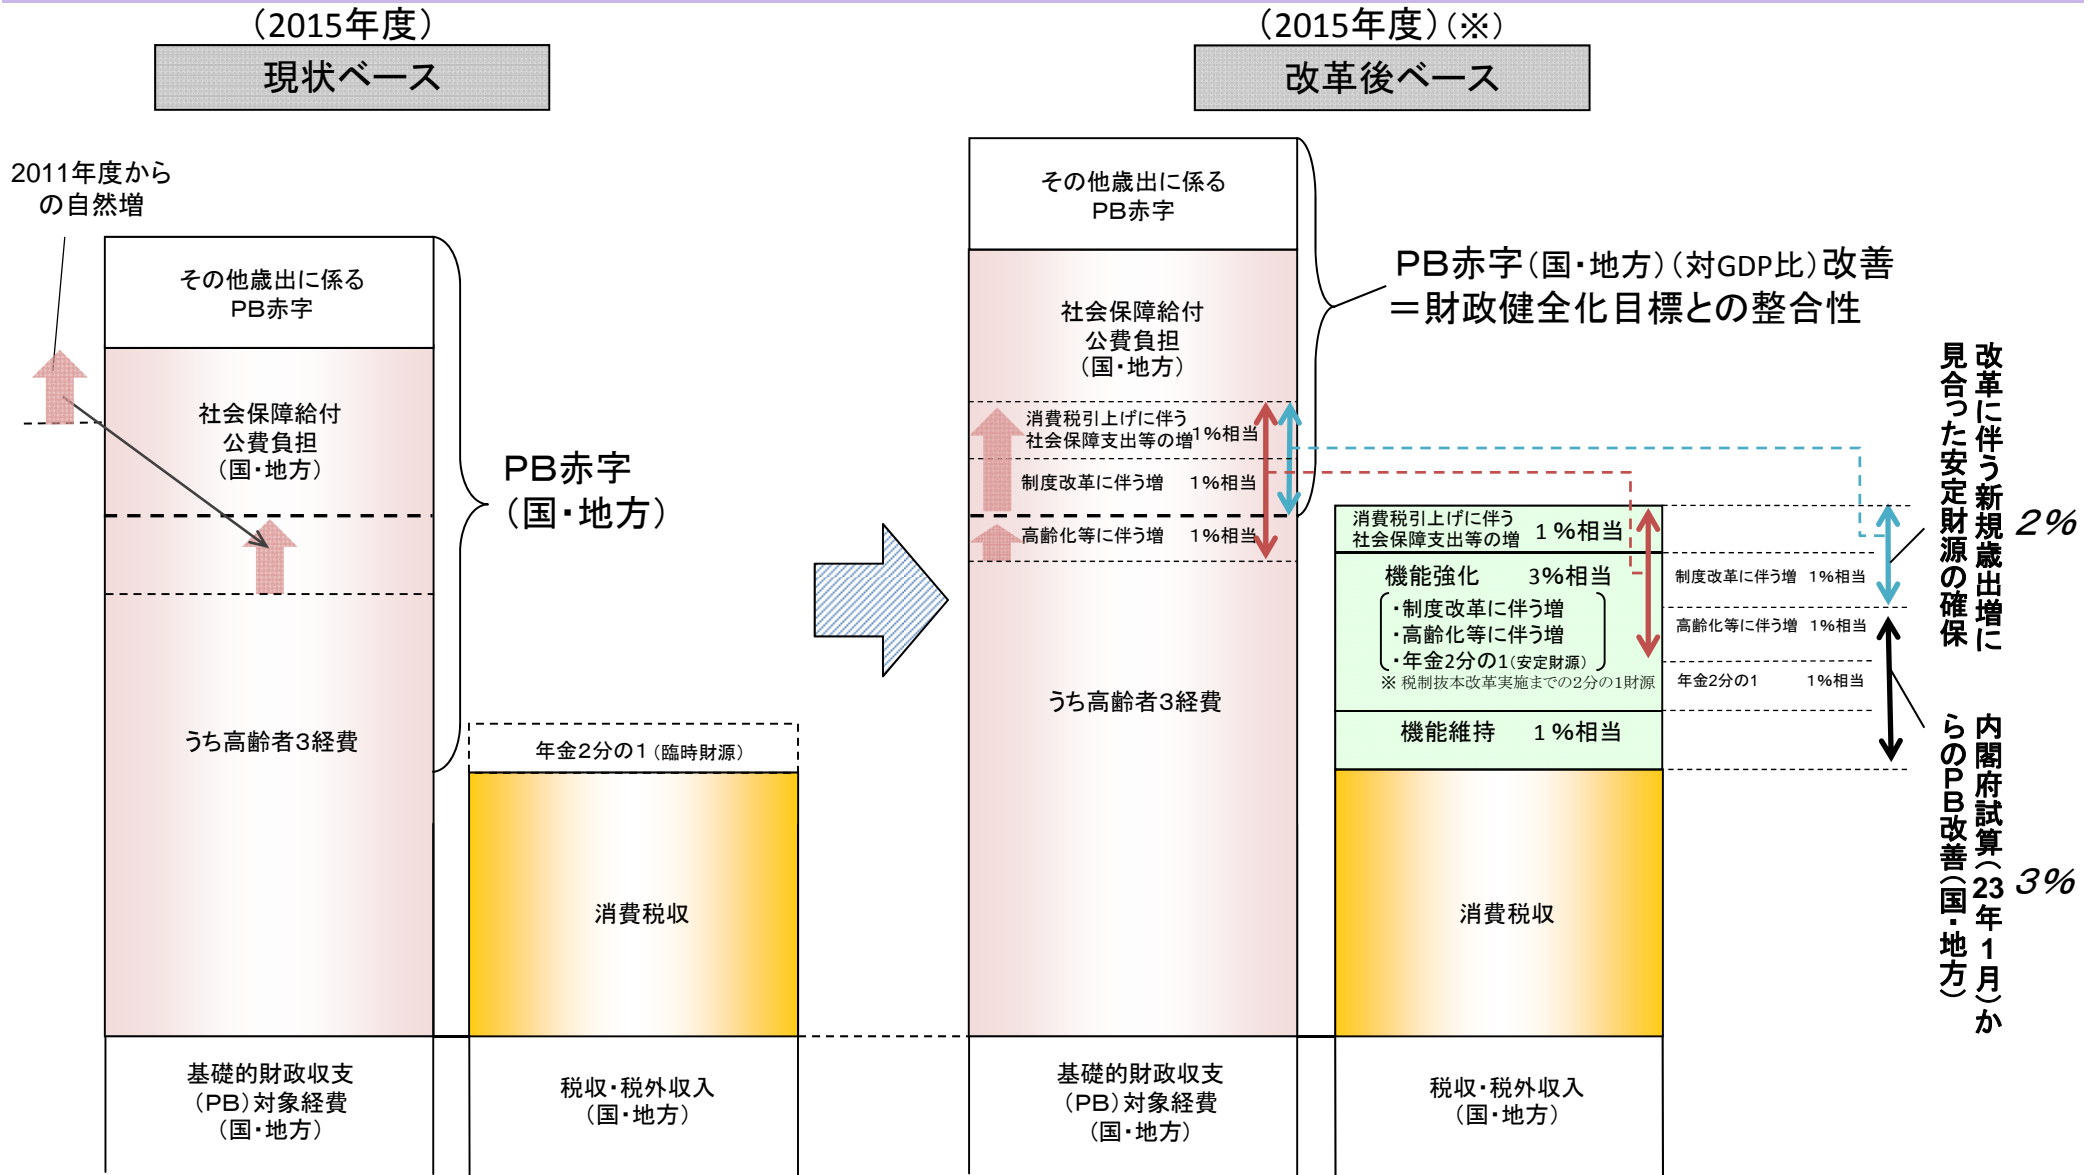 （2015年度）
現状ベース
2011年度から
の自然増
その他歳出に係る
ＰＢ赤字
社会保障給付
公費負担
（国・地方）
うち高齢者３経費
ＰＢ赤字
（国・地方）
年金２分の１（臨時財源）
消費税収
基礎的財政収支
（ＰＢ）対象経費
（国・地方）
税収・税外収入
（国・地方）
（2015年度）（※）
改革後ベース
その他歳出に係る
ＰＢ赤字
社会保障給付
公費負担
（国・地方）
消費税引上げに伴う
社会保障支出等の増 1％相当
制度改革に伴う増 1％相当
高齢化等に伴う増 1％相当
うち高齢者３経費
ＰＢ赤字（国・地方）（対GDP比）改善
＝財政健全化目標との整合性
消費税引上げに伴う
社会保障支出等の増 1％相当
機能強化 3％相当
・制度改革に伴う増
・高齢化等に伴う増
・年金2分の1（安定財源）
※ 税制抜本改革実施までの2分の1財源
機能維持 1％相当
消費税収
制度改革に伴う増 1％相当
高齢化等に伴う増 1％相当
年金2分の1 1％相当
改革に伴う新規歳出増に
見合った安定財源の確保
2％
内閣府試算（23年１月）か
らのＰＢ改善（国・地方）
3％
基礎的財政収支
（ＰＢ）対象経費
（国・地方）
税収・税外収入
（国・地方）